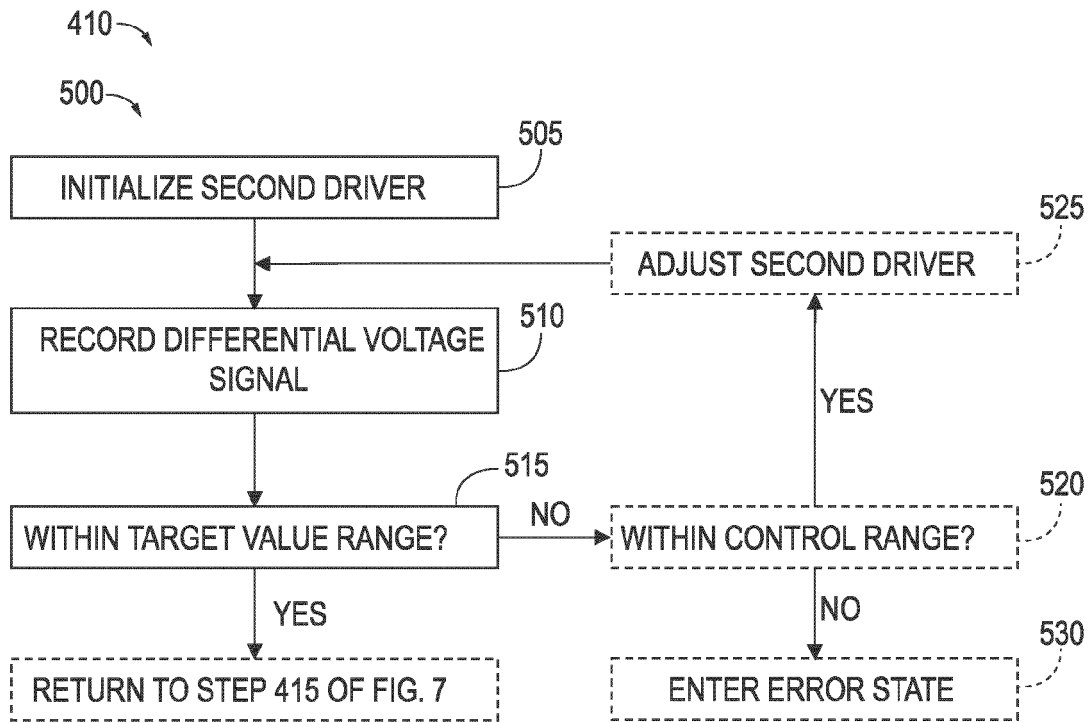 410
500
505
INITIALIZE SECOND DRIVER
525
ADJUST SECOND DRIVER
510
RECORD DIFFERENTIAL VOLTAGE
SIGNAL
YES
515
520
WITHIN TARGET VALUE RANGE?
NO
WITHIN CONTROL RANGE?
YES
NO
530
RETURN TO STEP 415 OF FIG. 7
ENTER ERROR STATE